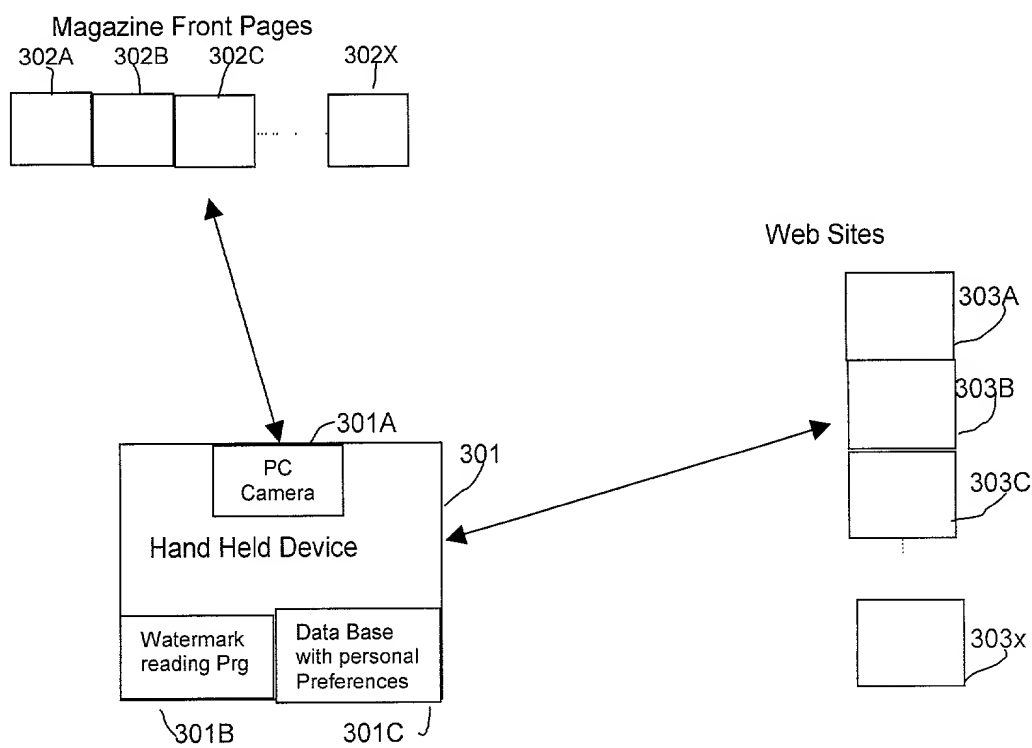 Magazine Front Pages
302A 302B 302C 302X
Web Sites
303A
303B
303C
303x
301A
301
PC
Camera
Hand Held Device
Watermark
reading Prg
Data Base
with personal
Preferences
301B 301C